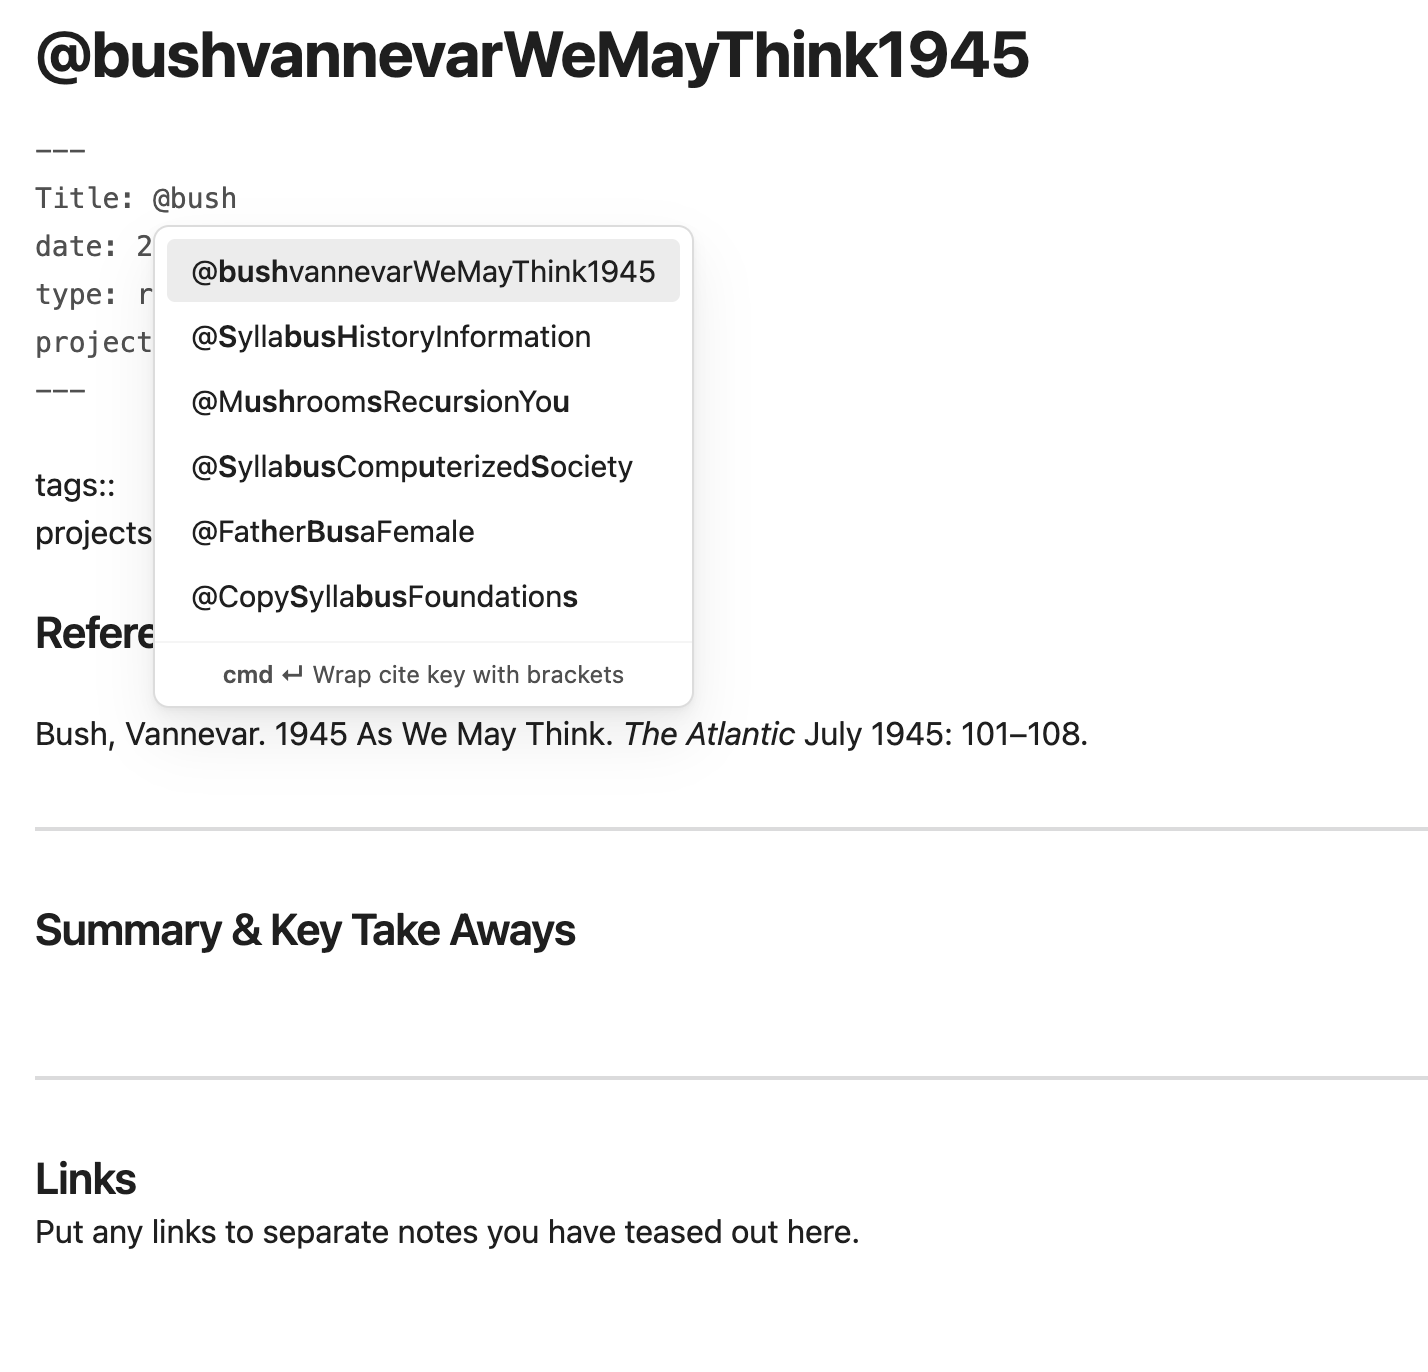 @bushvannevarWeMayThink1945
---
Title: @bush
date: 2
type: r
project
---
@bushvannevarWeMayThink1945
@SyllabusHistoryInformation
@MushroomsRecursionYou
@SyllabusComputerizedSociety
@FatherBusaFemale
@CopySyllabusFoundations
cmd ↵ Wrap cite key with brackets
tags::
projects
Refere
Bush, Vannevar. 1945 As We May Think. The Atlantic July 1945: 101–108.
Summary & Key Take Aways
Links
Put any links to separate notes you have teased out here.